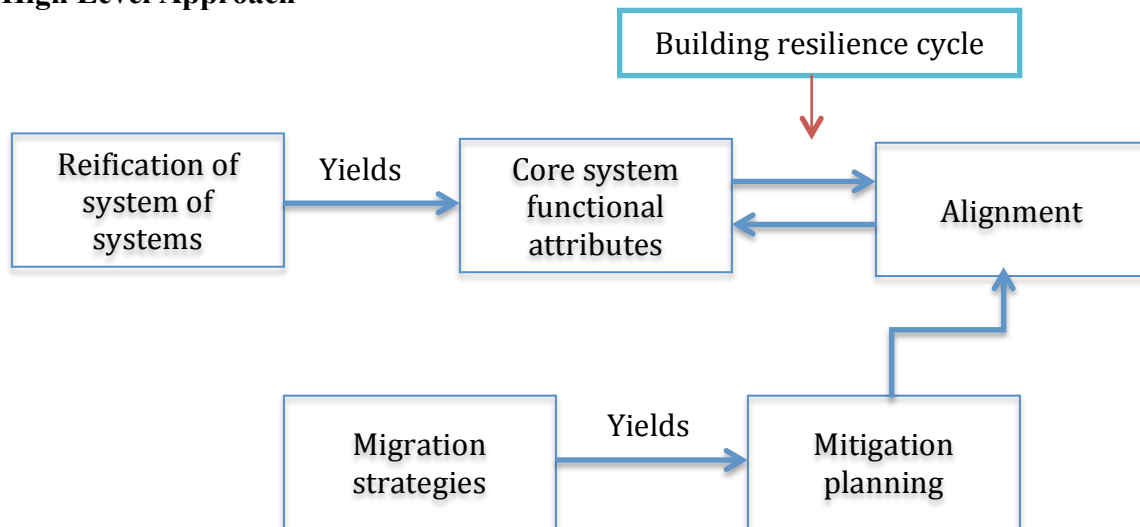 High Level Approach
Building resilience cycle
Reification of
system of
systems
Yields
Core system
functional
attributes
Alignment
Migration
strategies
Yields
Mitigation
planning